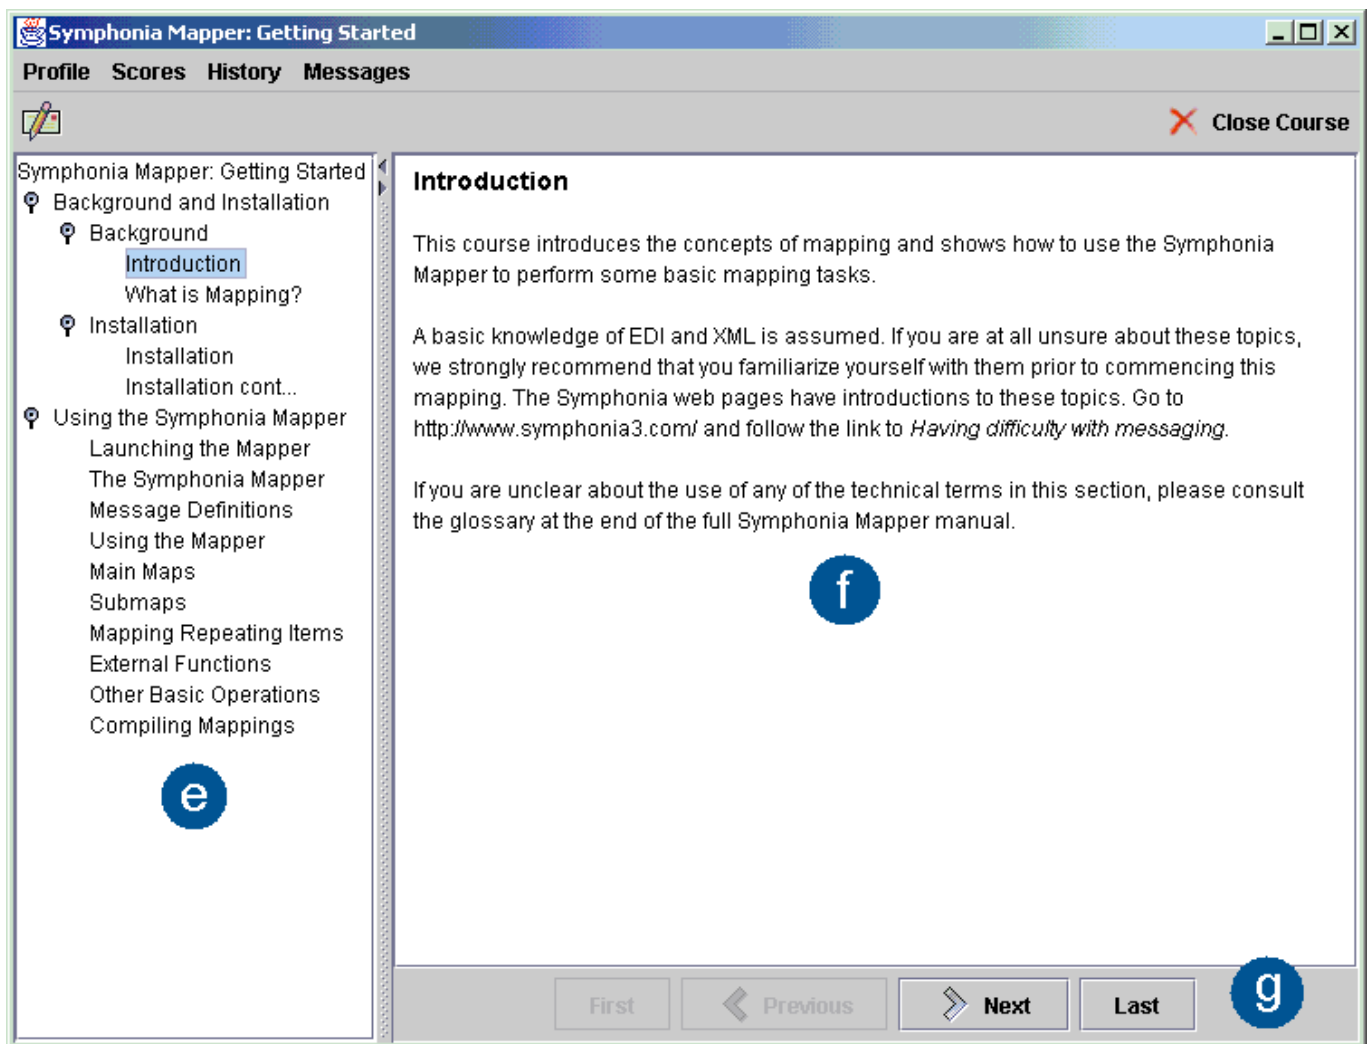 Symphonia Mapper: Getting Started
Profile Scores History Messages
Close Course
Symphonia Mapper: Getting Started
Background and Installation
Background
Introduction
What is Mapping?
Installation
Installation
Installation cont...
Using the Symphonia Mapper
Launching the Mapper
The Symphonia Mapper
Message Definitions
Using the Mapper
Main Maps
Submaps
Mapping Repeating Items
External Functions
Other Basic Operations
Compiling Mappings
e
Introduction
This course introduces the concepts of mapping and shows how to use the Symphonia
Mapper to perform some basic mapping tasks.
A basic knowledge of EDI and XML is assumed. If you are at all unsure about these topics,
we strongly recommend that you familiarize yourself with them prior to commencing this
mapping. The Symphonia web pages have introductions to these topics. Go to
http://www.symphonia3.com/ and follow the link to Having difficulty with messaging.
If you are unclear about the use of any of the technical terms in this section, please consult
the glossary at the end of the full Symphonia Mapper manual.
f
First Previous Next Last
g